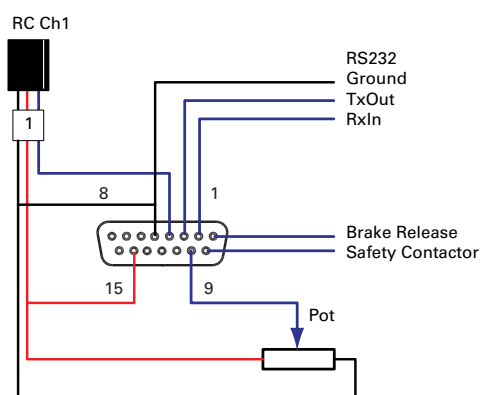 RC Ch1
RS232
Ground
TxOut
RxIn
1
8
1
Brake Release
Safety Contactor
15
9
Pot